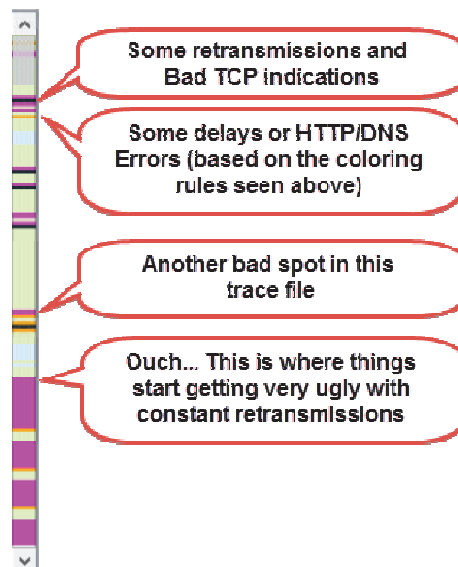 Some retransmissions and
Bad TCP indications
Some delays or HTTP/DNS
Errors (based on the coloring
rules seen above)
Another bad spot in this
trace file
Ouch... This is where things
start getting very ugly with
constant retransmissions